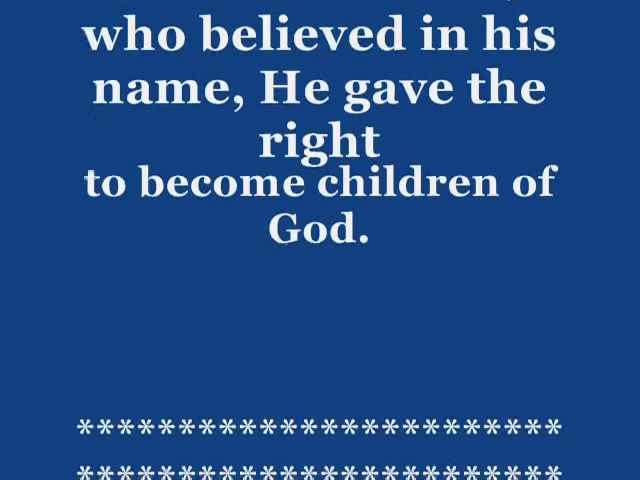 who believed in his
name, He gave the
right
to become children of
God.
************************
************************